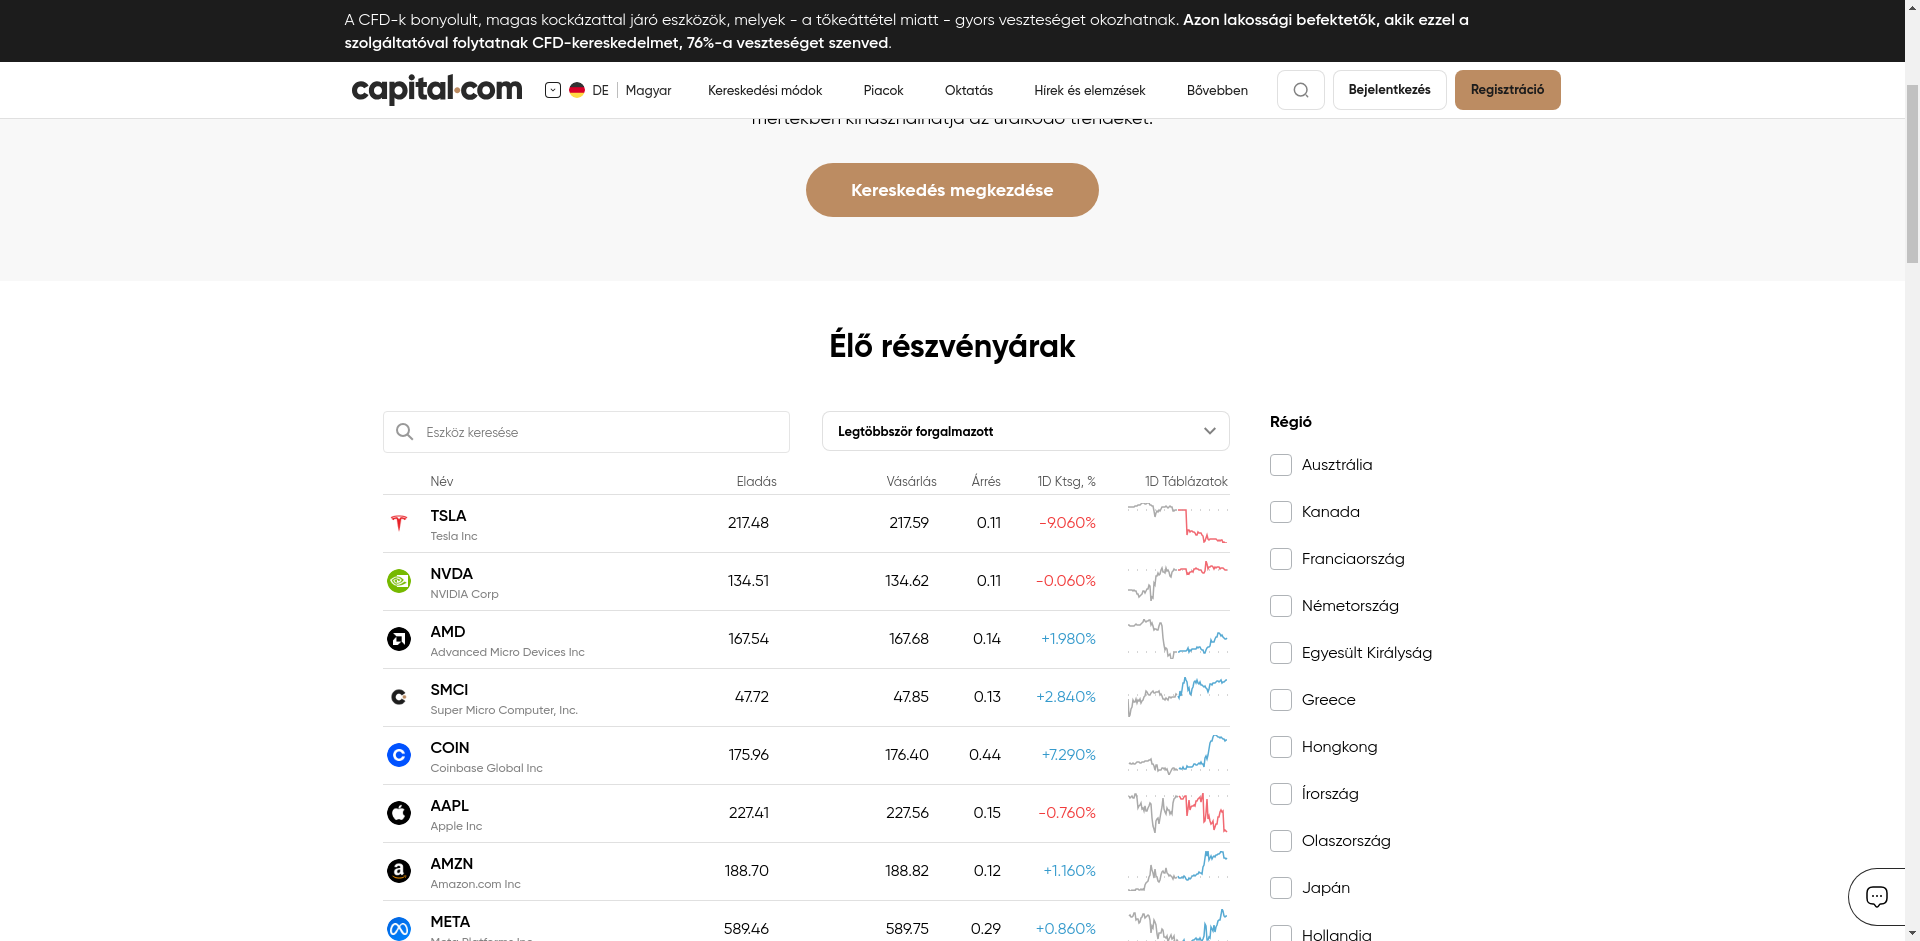 A CFD-k bonyolult, magas kockázattal járó eszközök, melyek - a tőkeáttétel miatt - gyors veszteséget okozhatnak. Azon lakossági befektetők, akik ezzel a
szolgáltatóval folytatnak CFD-kereskedelmet, 76%-a veszteséget szenved.
capital.com
DE
Magyar
Kereskedési módok
Piacok
Oktatás
Hírek és elemzések
Bővebben
Bejelentkezés
Regisztráció
mértékben kihasználhatja az uralkodó trendeket.
Kereskedés megkezdése
Élő részvényárak
Eszköz keresése
Legtöbbször forgalmazott
Név Eladás Vásárlás Árrés 1D Ktsg, % 1D Táblázatok
TSLA 217.48 217.59 0.11 -9.060%
Tesla Inc
NVDA 134.51 134.62 0.11 -0.060%
NVIDIA Corp
AMD 167.54 167.68 0.14 +1.980%
Advanced Micro Devices Inc
SMCI 47.72 47.85 0.13 +2.840%
Super Micro Computer, Inc.
COIN 175.96 176.40 0.44 +7.290%
Coinbase Global Inc
AAPL 227.41 227.56 0.15 -0.760%
Apple Inc
AMZN 188.70 188.82 0.12 +1.160%
Amazon.com Inc
META 589.46 589.75 0.29 +0.860%
Meta Platforms Inc
Régió
Ausztrália
Kanada
Franciaország
Németország
Egyesült Királyság
Greece
Hongkong
Írország
Olaszország
Japán
Hollandia